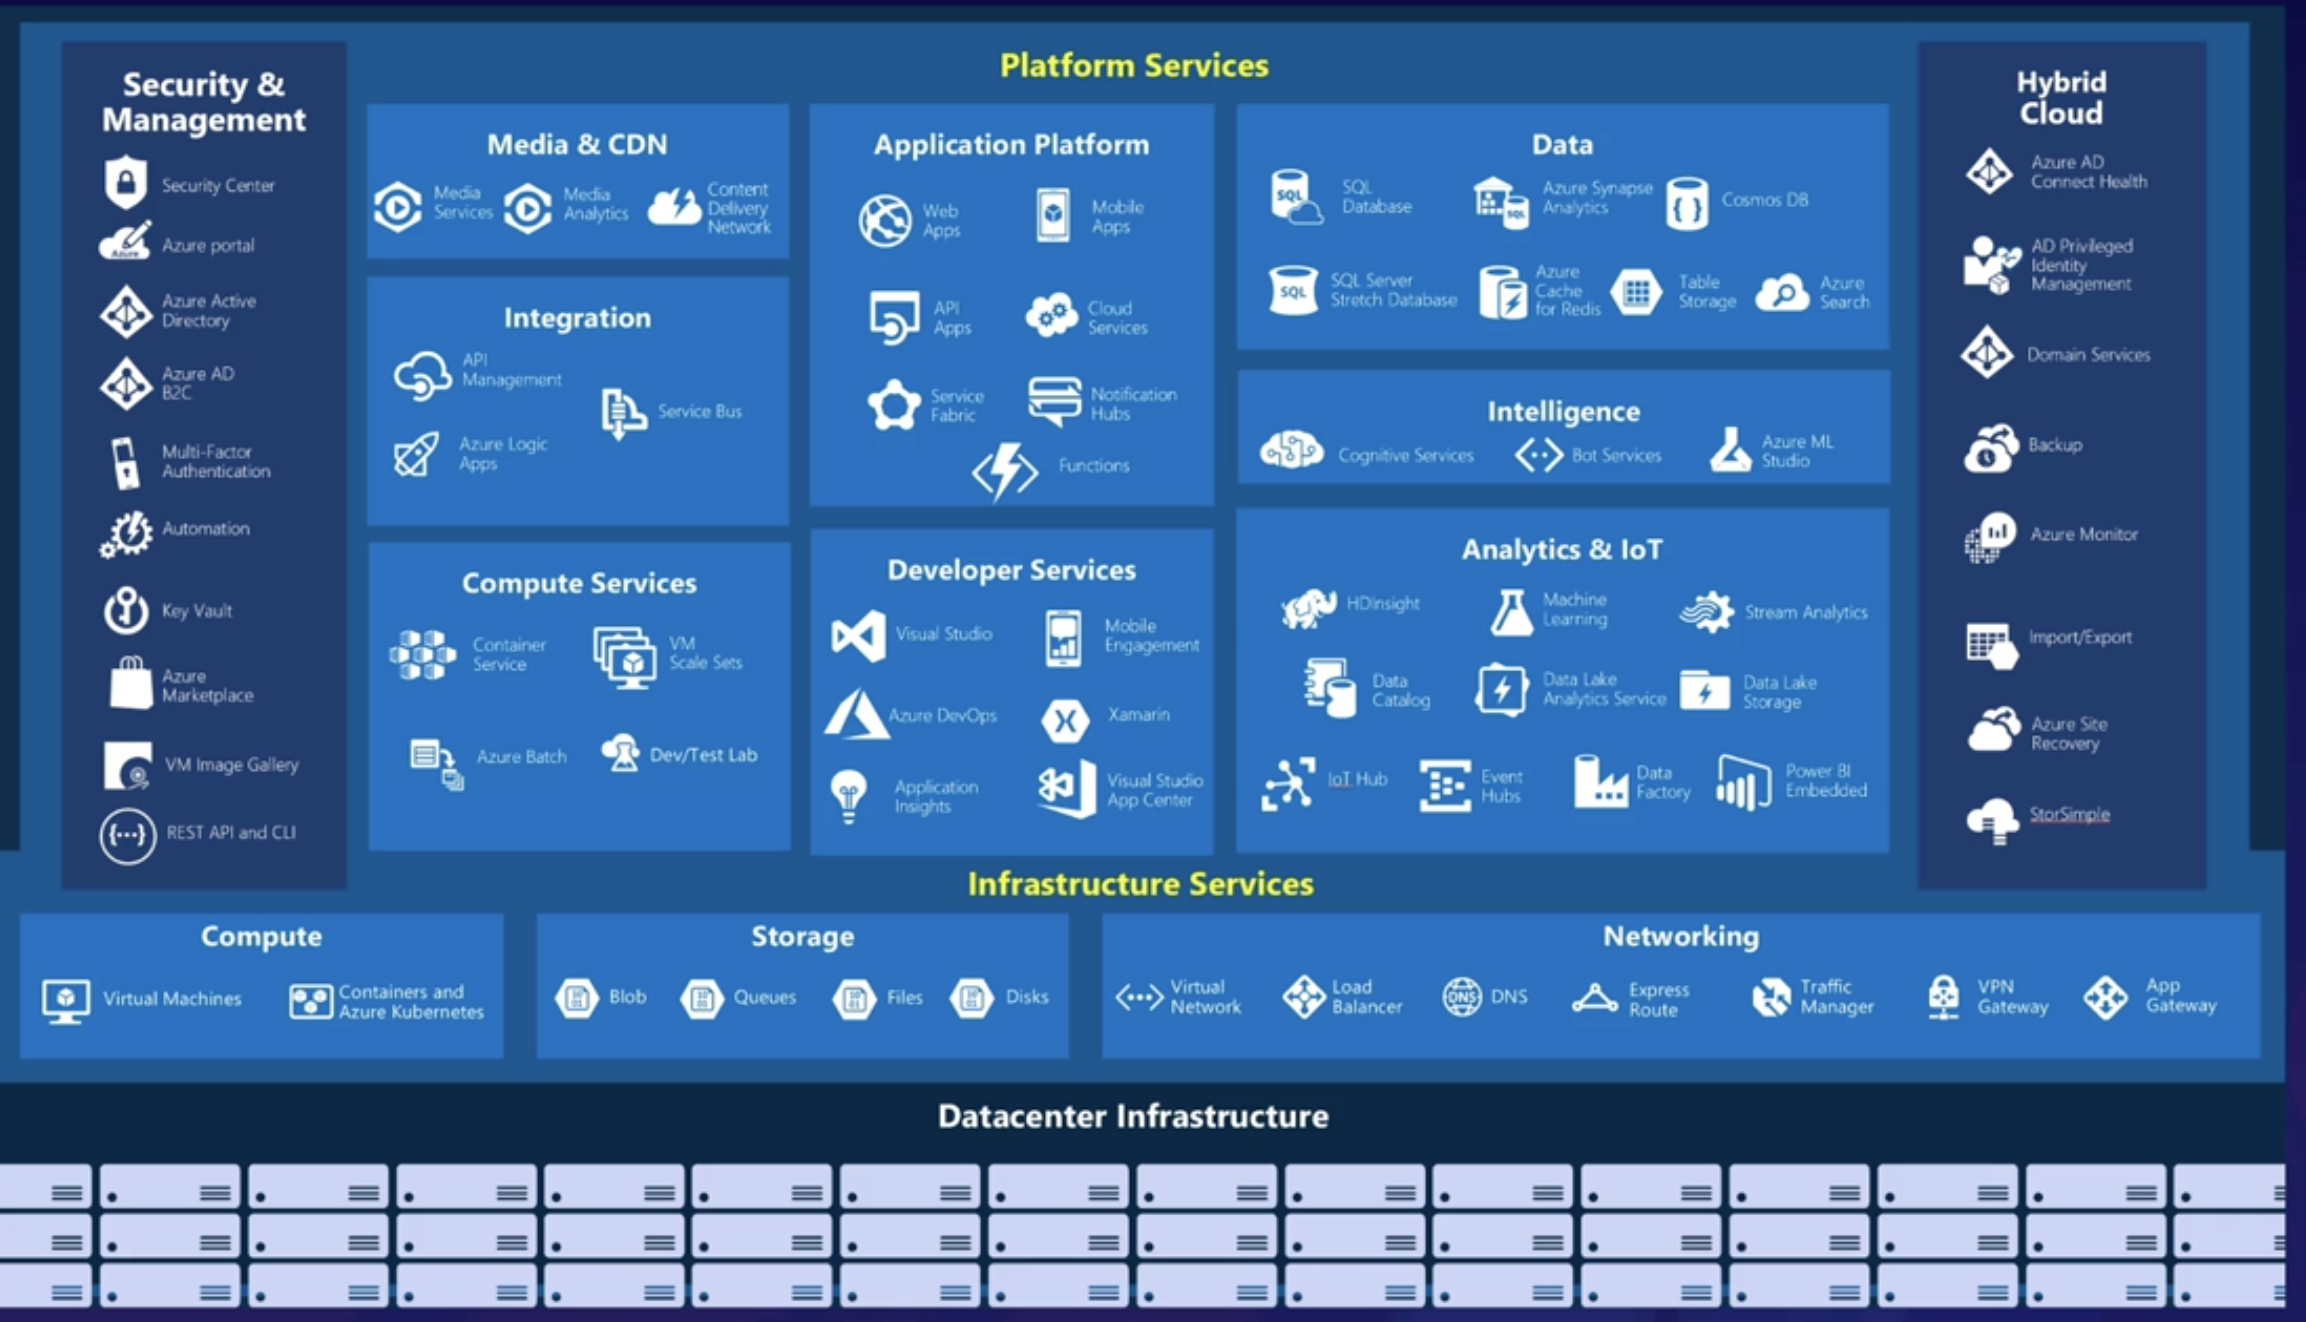 Platform Services
Security &
Management
Security Center
Azure
Azure portal
Azure Active
Directory
Azure AD
B2C
Multi-Factor
Authentication
Automation
Key Vault
Azure
Marketplace
VM Image Gallery
REST API and CLI
Media & CDN
Media
Services
Media
Analytics
Content
Delivery
Network
Integration
API
Management
Service Bus
Azure Logic
Apps
Compute Services
Container
Service
VM
Scale Sets
Azure Batch
Dev/Test Lab
Application Platform
Web
Apps
Mobile
Apps
API
Apps
Cloud
Services
Service
Fabric
Notification
Hubs
Functions
Developer Services
Visual Studio
Mobile
Engagement
Azure DevOps
Xamarin
Application
Insights
Visual Studio
App Center
Data
SQL
SQL
Database
SQL
Azure Synapse
Analytics
Cosmos DB
SQL
SQL Server
Stretch Database
Azure
Cache
for Redis
Table
Storage
Azure
Search
Intelligence
Cognitive Services
Bot Services
Azure ML
Studio
Analytics & IoT
HDInsight
Machine
Learning
Stream Analytics
Data
Catalog
Data Lake
Analytics Service
Data Lake
Storage
IoT Hub
Event
Hubs
Data
Factory
Power BI
Embedded
Hybrid
Cloud
Azure AD
Connect Health
AD Privileged
Identity
Management
Domain Services
Backup
Azure Monitor
Import/Export
Azure Site
Recovery
StorSimple
Infrastructure Services
Compute
Virtual Machines
Containers and
Azure Kubernetes
Storage
Blob
Queues
Files
Disks
Networking
Virtual
Network
Load
Balancer
DNS
DNS
Express
Route
Traffic
Manager
VPN
Gateway
App
Gateway
Datacenter Infrastructure